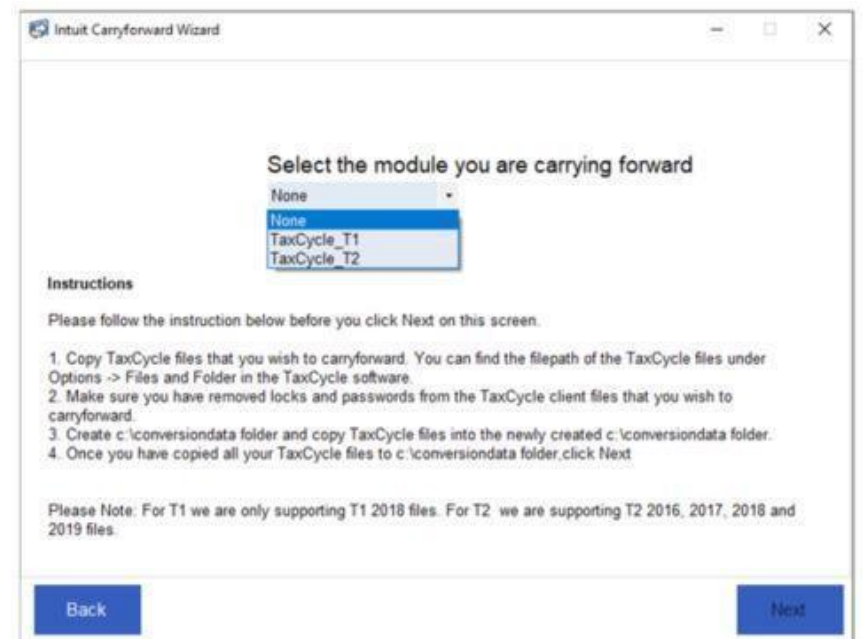 Intuit Carryforward Wizard
Select the module you are carrying forward
None
None
TaxCycle_T1
TaxCycle_T2
Instructions
Please follow the instruction below before you click Next on this screen.
1. Copy TaxCycle files that you wish to carryforward. You can find the filepath of the TaxCycle files under
Options -> Files and Folder in the TaxCycle software.
2. Make sure you have removed locks and passwords from the TaxCycle client files that you wish to
carryforward.
3. Create c:\conversiondata folder and copy TaxCycle files into the newly created c:\conversiondata folder.
4. Once you have copied all your TaxCycle files to c:\conversiondata folder,click Next
Please Note: For T1 we are only supporting T1 2018 files. For T2  we are supporting T2 2016, 2017, 2018 and
2019 files.
Back
Next